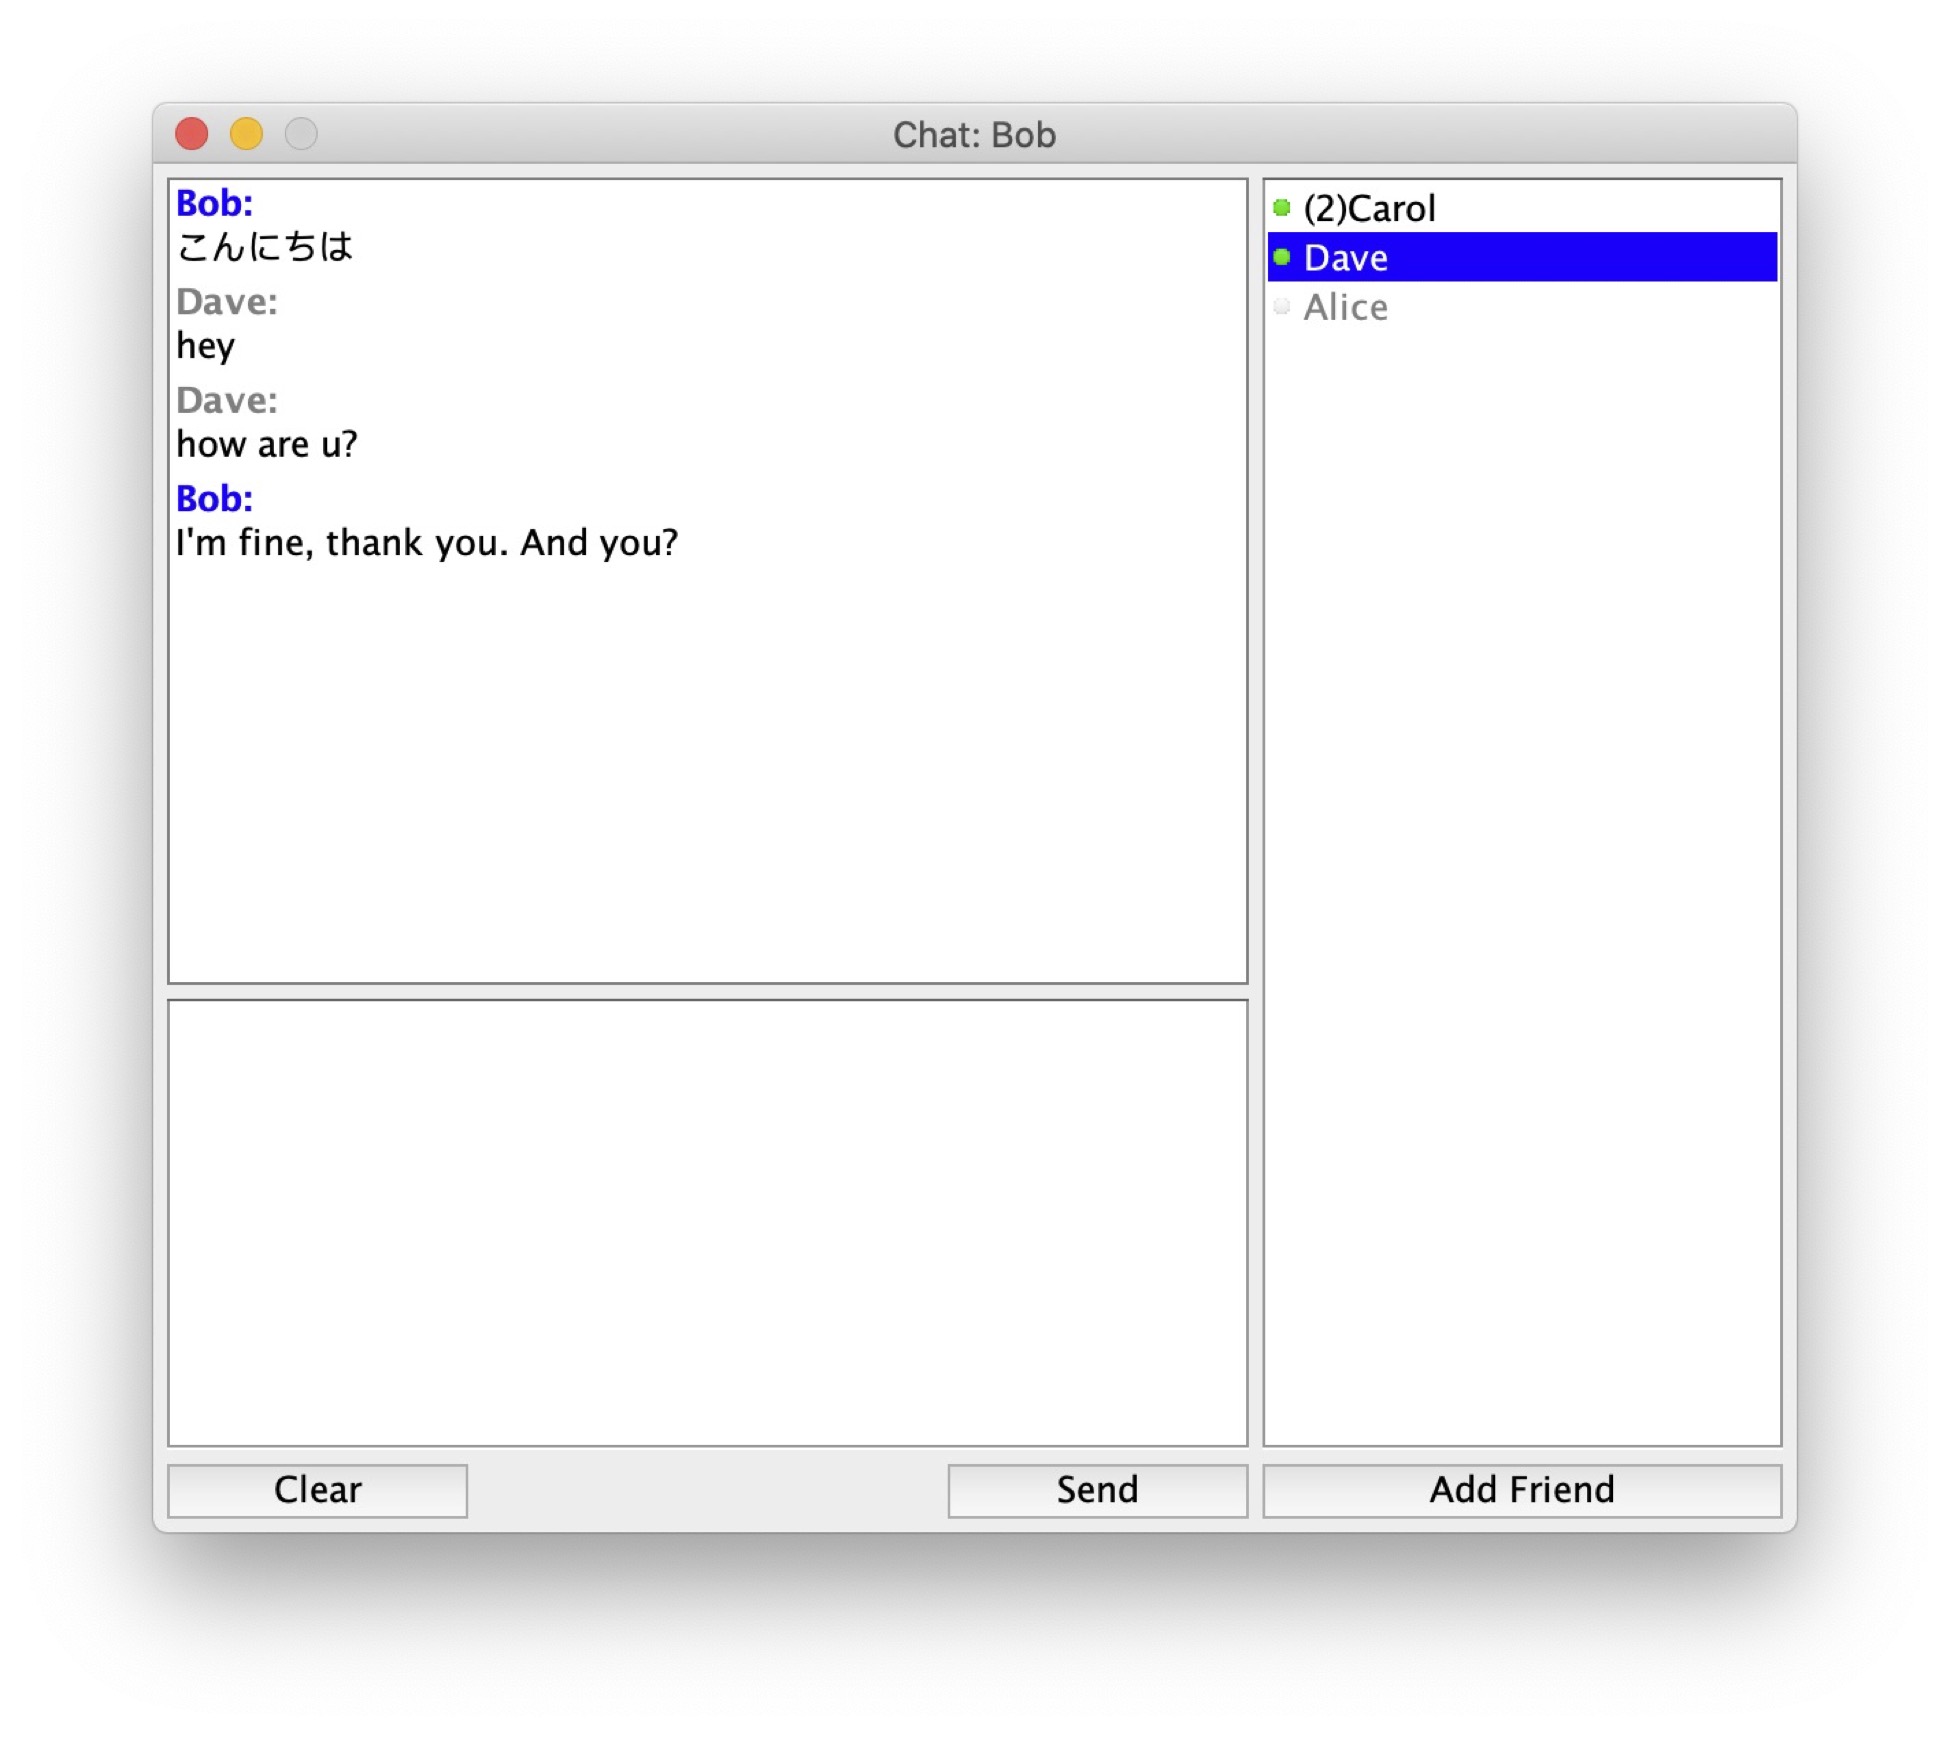 Chat: Bob
Bob:
こんにちは
Dave:
hey
Dave:
how are u?
Bob:
I'm fine, thank you. And you?
(2)Carol
Dave
Alice
Clear
Send
Add Friend